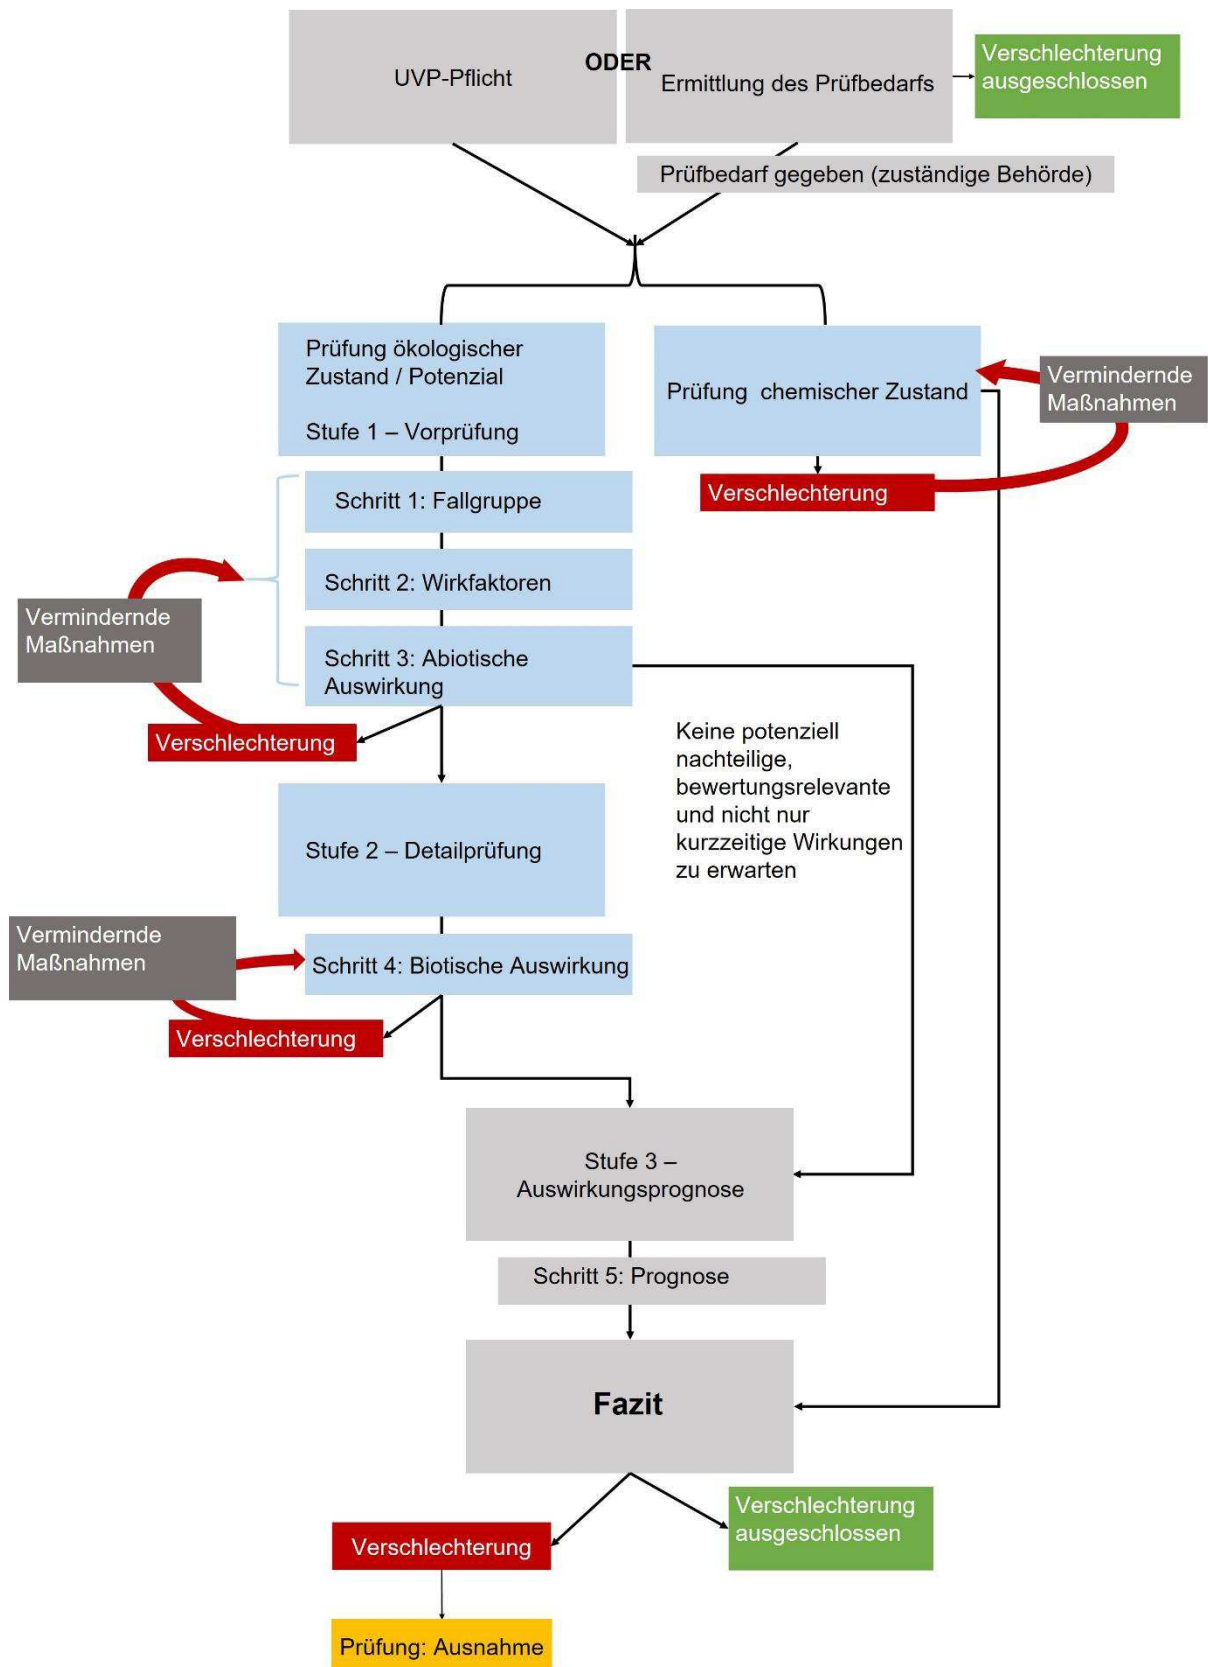 UVP-Pflicht
ODER
Ermittlung des Prüfbedarfs
Verschlechterung
ausgeschlossen
Prüfbedarf gegeben (zuständige Behörde)
Prüfung ökologischer
Zustand / Potenzial
Stufe 1 – Vorprüfung
Prüfung chemischer Zustand
Vermindernde
Maßnahmen
Verschlechterung
Schritt 1: Fallgruppe
Schritt 2: Wirkfaktoren
Vermindernde
Maßnahmen
Schritt 3: Abiotische
Auswirkung
Verschlechterung
Keine potenziell
nachteilige,
bewertungsrelevante
und nicht nur
kurzzeitige Wirkungen
zu erwarten
Stufe 2 – Detailprüfung
Vermindernde
Maßnahmen
Schritt 4: Biotische Auswirkung
Verschlechterung
Stufe 3 –
Auswirkungsprognose
Schritt 5: Prognose
Fazit
Verschlechterung
ausgeschlossen
Verschlechterung
Prüfung: Ausnahme